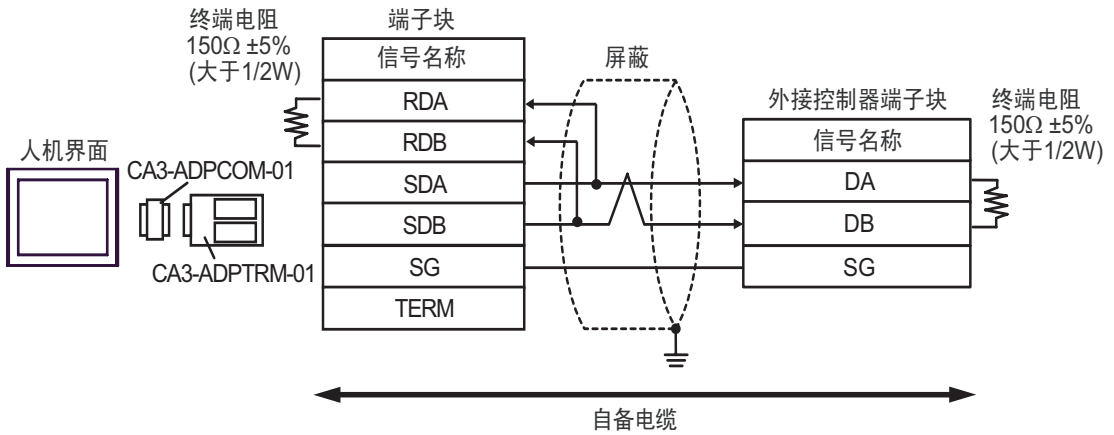 终端电阻
150Ω ±5%
(大于1/2W)
端子块
信号名称
RDA
RDB
SDA
SDB
SG
TERM
屏蔽
人机界面
CA3-ADPCOM-01
CA3-ADPTRM-01
外接控制器端子块
信号名称
DA
DB
SG
终端电阻
150Ω ±5%
(大于1/2W)
自备电缆